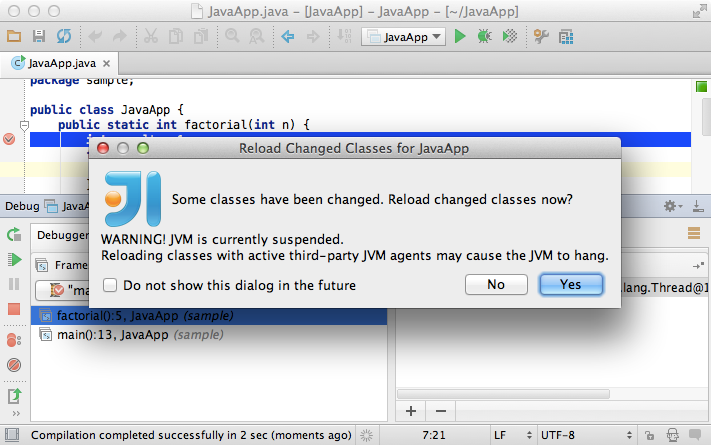 JavaApp.java – [JavaApp] – JavaApp – [~/JavaApp]
JavaApp
JavaApp.java
package sample;
public class JavaApp {
public static int factorial(int n) {
Reload Changed Classes for JavaApp
Some classes have been changed. Reload changed classes now?
WARNING! JVM is currently suspended.
Reloading classes with active third-party JVM agents may cause the JVM to hang.
Do not show this dialog in the future
No
Yes
Debug
JavaA
Debugger
Frame
"ma
.lang.Thread@1
factorial():5, JavaApp (sample)
main():13, JavaApp (sample)
Compilation completed successfully in 2 sec (moments ago)
7:21
LF
UTF-8